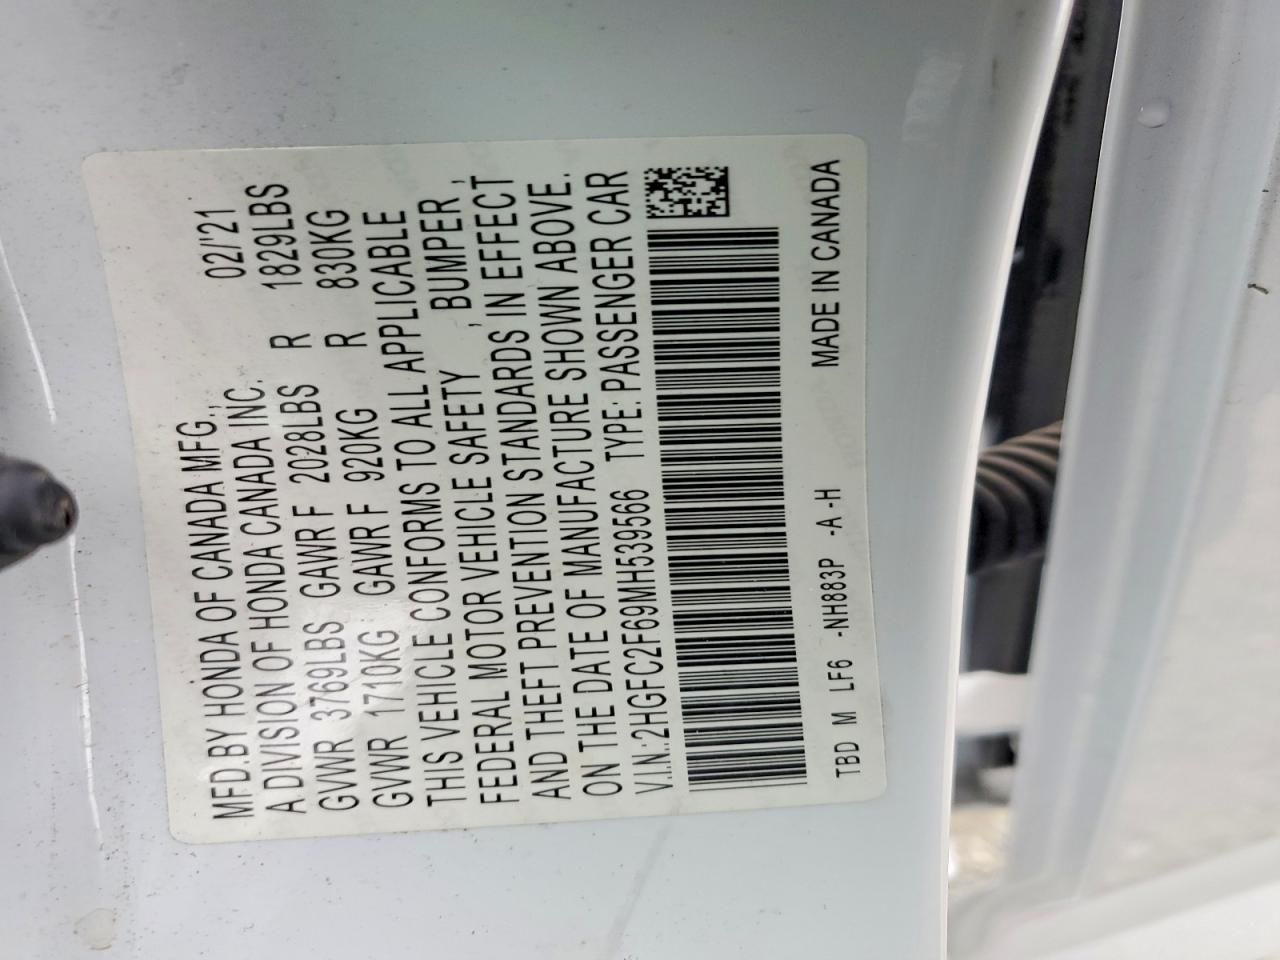 MFD.BY HONDA OF CANADA MFG., 02/'21
A DIVISION OF HONDA CANADA INC.
GVWR 3769LBS GAWR F 2028LBS R 1829LBS
GVWR 1710KG GAWR F 920KG R 830KG
THIS VEHICLE CONFORMS TO ALL APPLICABLE
FEDERAL MOTOR VEHICLE SAFETY , BUMPER ,
AND THEFT PREVENTION STANDARDS IN EFFECT
ON THE DATE OF MANUFACTURE SHOWN ABOVE.
V.I.N.:2HGFC2F69MH539566 TYPE: PASSENGER CAR
TBD M LF6 -NH883P -A -H MADE IN CANADA